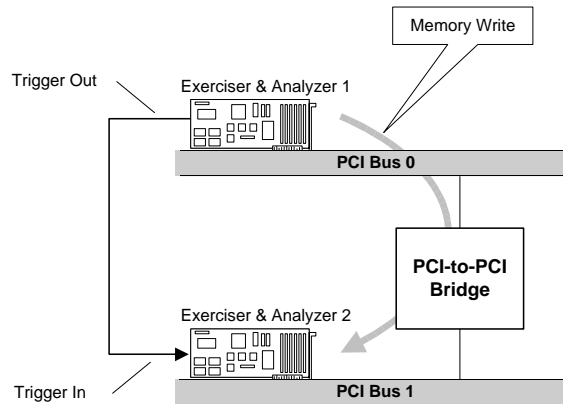 Memory Write
Trigger Out
Exerciser & Analyzer 1
PCI Bus 0
PCI-to-PCI
Bridge
Exerciser & Analyzer 2
Trigger In
PCI Bus 1